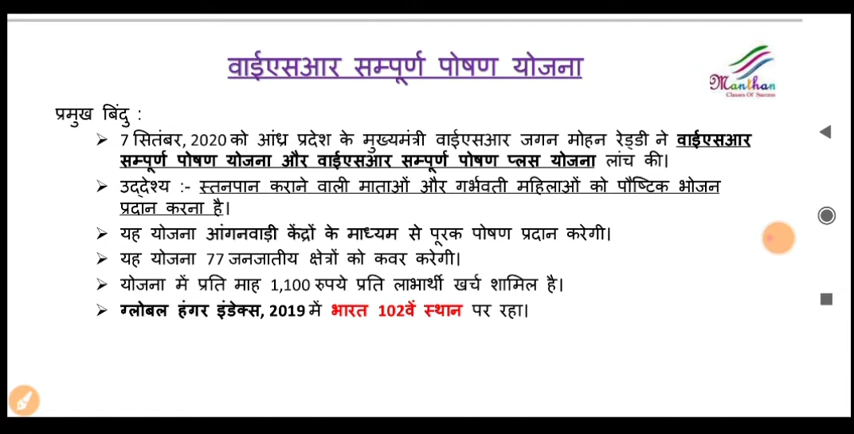 वाईएसआर सम्पूर्ण पोषण योजना
Manthan
Classes Of Success
प्रमुख बिंदु :
➢ 7 सितंबर, 2020 को आंध्र प्रदेश के मुख्यमंत्री वाईएसआर जगन मोहन रेड्डी ने वाईएसआर
सम्पूर्ण पोषण योजना और वाईएसआर सम्पूर्ण पोषण प्लस योजना लांच की।
➢ उद्देश्य :- स्तनपान कराने वाली माताओं और गर्भवती महिलाओं को पौष्टिक भोजन
प्रदान करना है।
➢ यह योजना आंगनवाड़ी केंद्रों के माध्यम से पूरक पोषण प्रदान करेगी।
➢ यह योजना 77 जनजातीय क्षेत्रों को कवर करेगी।
➢ योजना में प्रति माह 1,100 रुपये प्रति लाभार्थी खर्च शामिल है।
➢ ग्लोबल हंगर इंडेक्स, 2019 में भारत 102वें स्थान पर रहा।